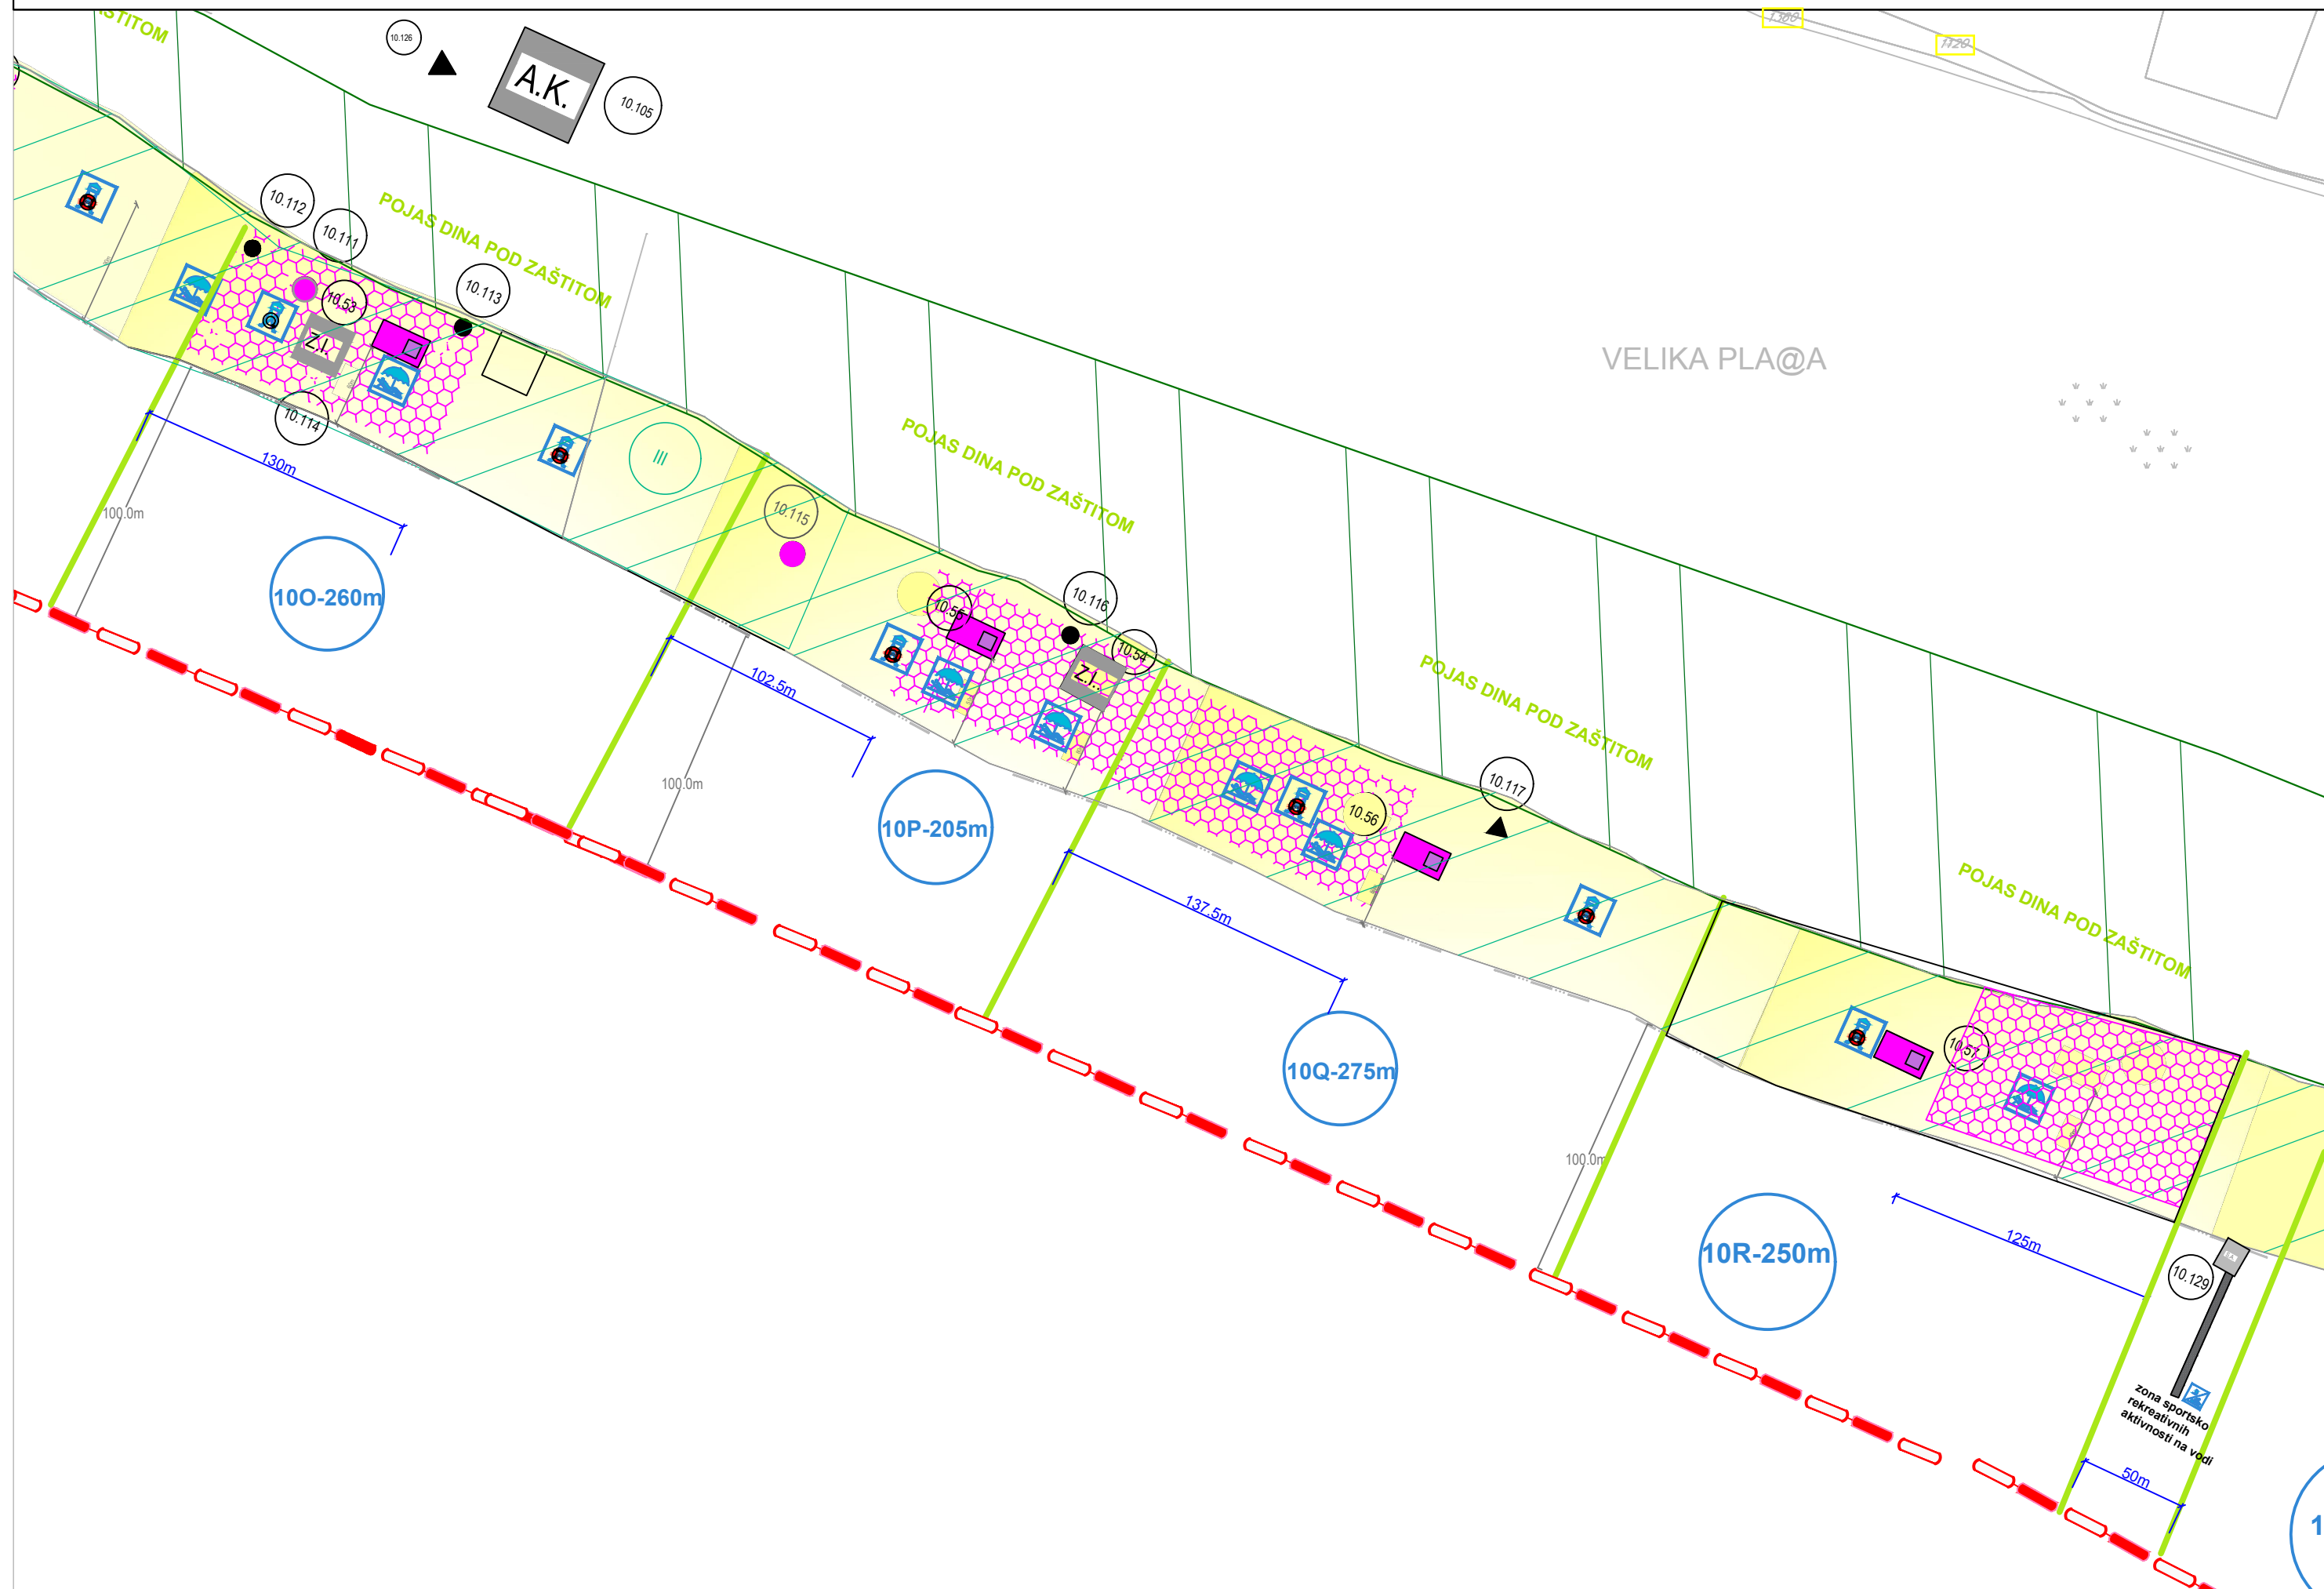 POJAS DINA POD ZAŠTITOM
POJAS DINA POD ZAŠTITOM
POJAS DINA POD ZAŠTITOM
POJAS DINA POD ZAŠTITOM
VELIKA PLA@A
1120
10.126
A.K.
10.105
10.112
10.111
10.113
10.53
Z.I.
10.114
130m
100.0m
10O-260m
III
10.115
10.116
10.54
Z.I.
102.5m
100.0m
10P-205m
10.56
10.117
137.5m
10Q-275m
100.0m
10.57
10R-250m
125m
10.129
zona sportsko
rekreativnih
aktivnosti na vodi
50m